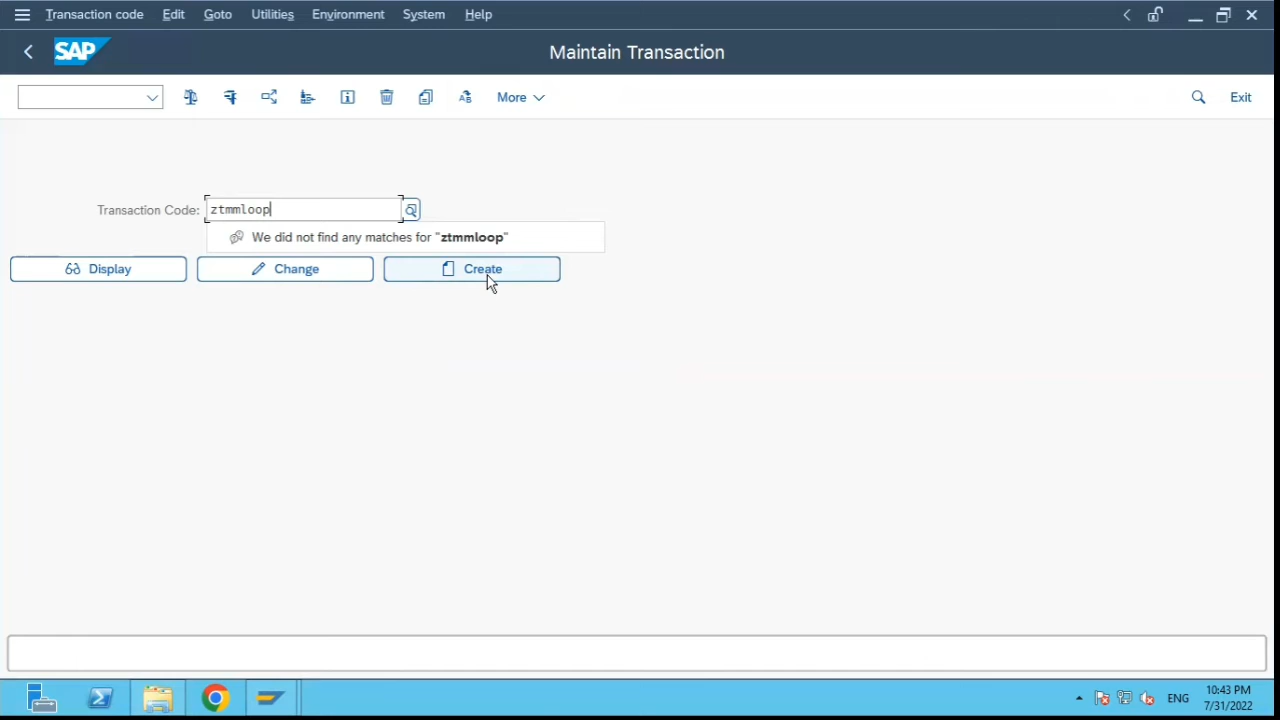 Transaction code Edit Goto Utilities Environment System Help
SAP Maintain Transaction
More Exit
Transaction Code: ztmmloop
We did not find any matches for "ztmmloop"
Display Change Create
ENG 10:43 PM
7/31/2022